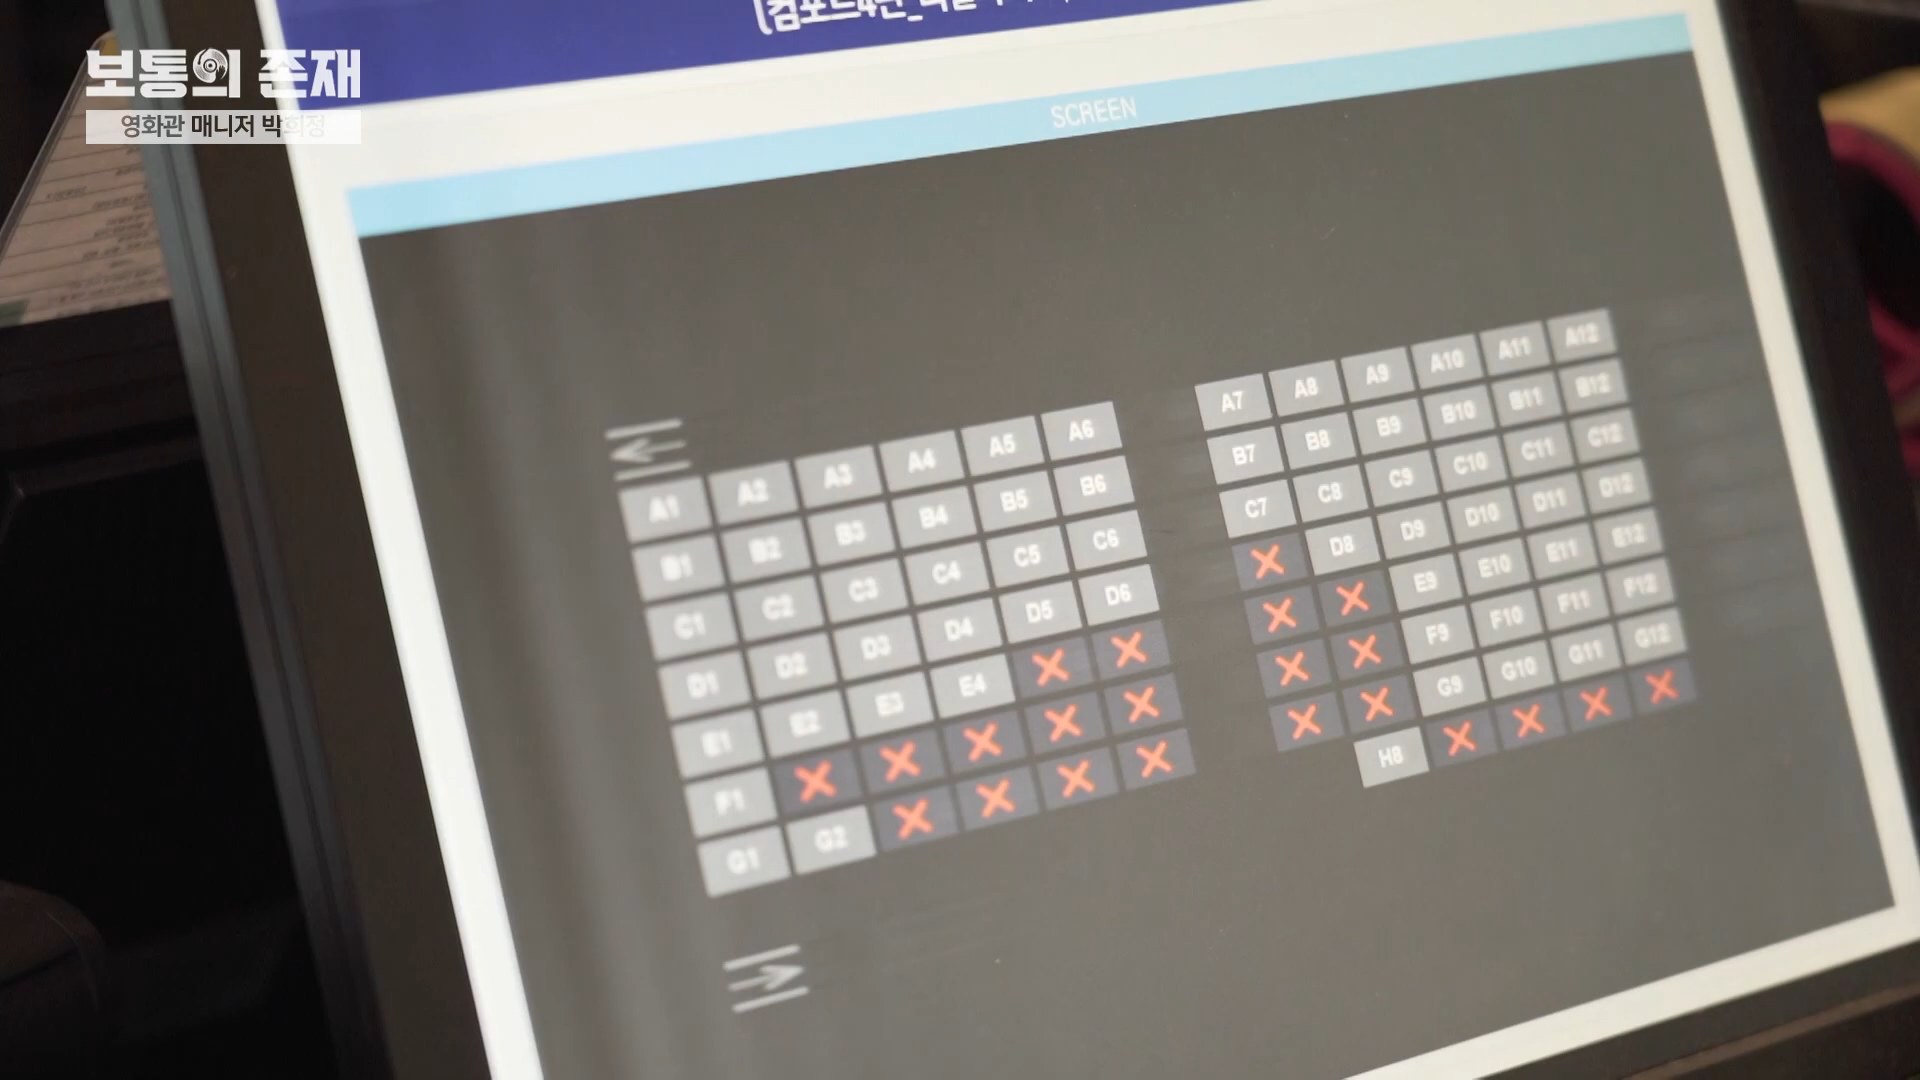 보통의 존재
영화관 매니저 박희정
SCREEN
A1 A2 A3 A4 A5 A6 A7 A8 A9 A10 A11 A12
B1 B2 B3 B4 B5 B6 B7 B8 B9 B10 B11 B12
C1 C2 C3 C4 C5 C6 C7 C8 C9 C10 C11 C12
D1 D2 D3 D4 D5 D6 D8 D9 D10 D11 D12
E1 E2 E3 E4 E9 E10 E11 E12
F1 F9 F10 F11 F12
G1 G2 G9 G10 G11 G12
H8